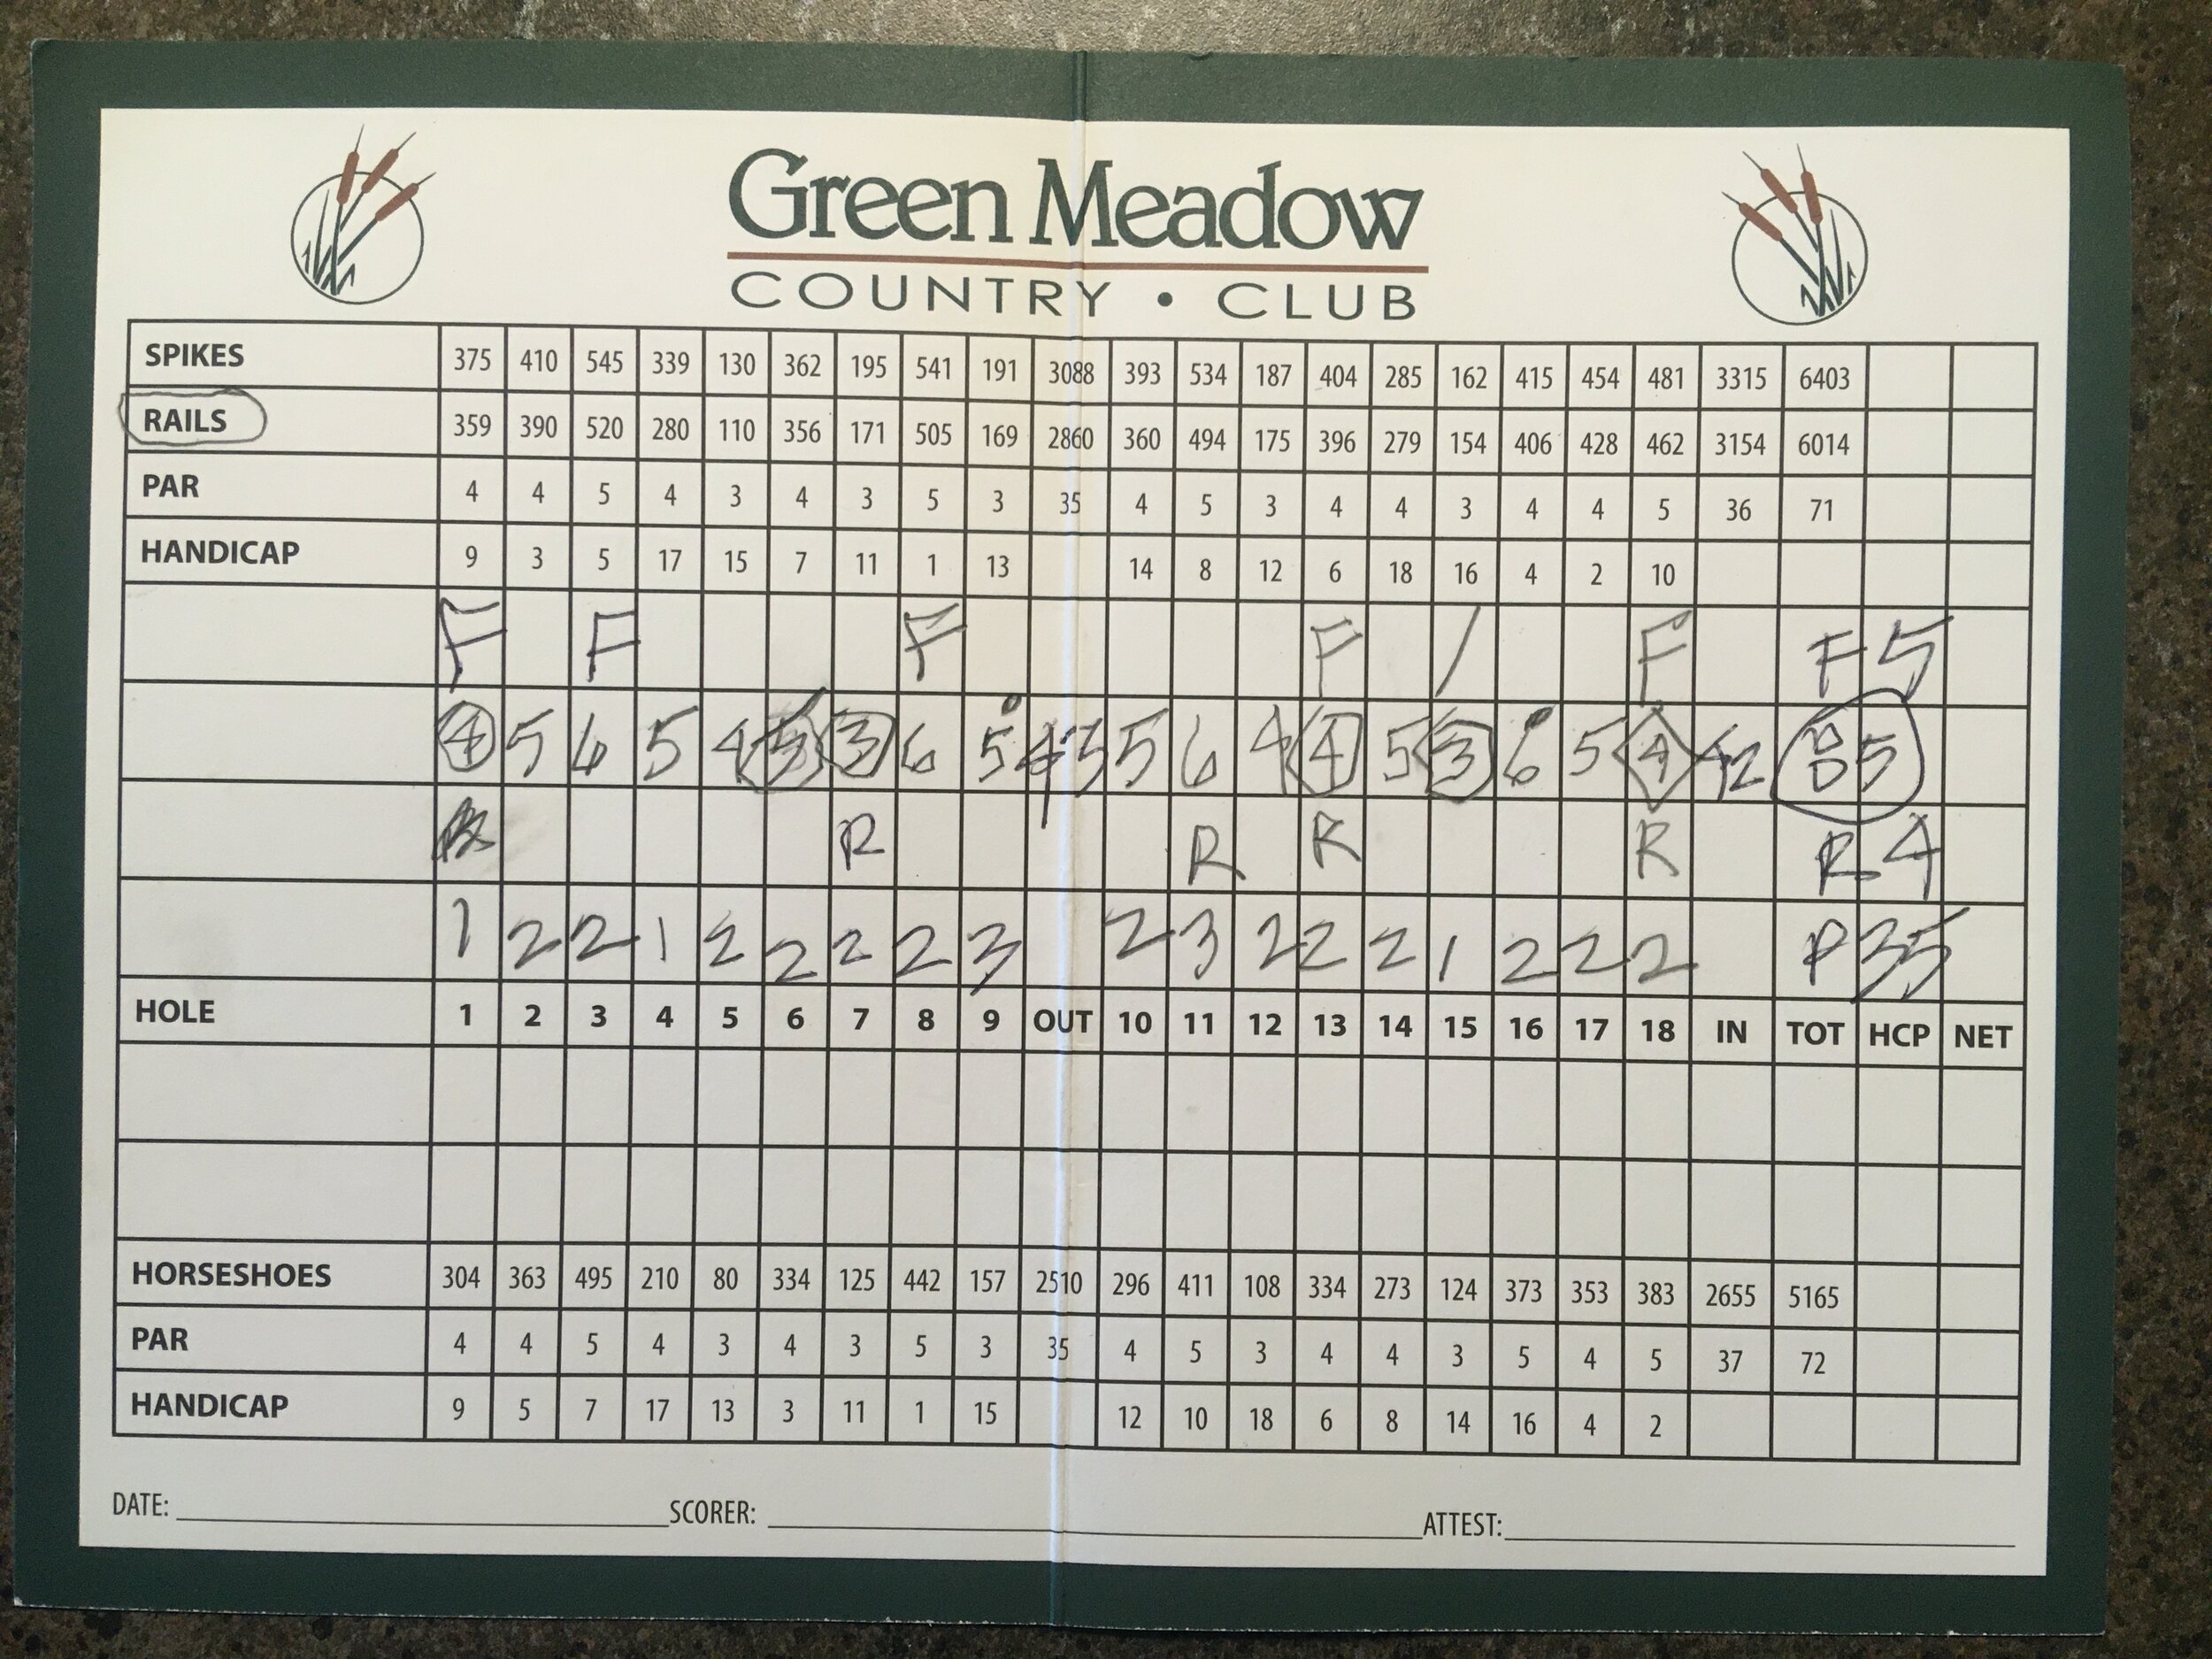 Green Meadow
COUNTRY • CLUB
SPIKES 375 410 545 339 130 362 195 541 191 3088 393 534 187 404 285 162 415 454 481 3315 6403
RAILS 359 390 520 280 110 356 171 505 169 2860 360 494 175 396 279 154 406 428 462 3154 6014
PAR 4 4 5 4 3 4 3 5 3 35 4 5 3 4 4 3 4 4 5 36 71
HANDICAP 9 3 5 17 15 7 11 1 13 14 8 12 6 18 16 4 2 10
F F F F / F F5
4 5 6 5 4 5 3 6 5 43 5 6 4 4 5 3 6 5 4 42 85
R R R R R4
1 2 2 1 2 2 2 2 3 2 3 2 2 2 1 2 2 2 P35
HOLE 1 2 3 4 5 6 7 8 9 OUT 10 11 12 13 14 15 16 17 18 IN TOT HCP NET
HORSESHOES 304 363 495 210 80 334 125 442 157 2510 296 411 108 334 273 124 373 353 383 2655 5165
PAR 4 4 5 4 3 4 3 5 3 35 4 5 3 4 4 3 5 4 5 37 72
HANDICAP 9 5 7 17 13 3 11 1 15 12 10 18 6 8 14 16 4 2
DATE: SCORER: ATTEST: